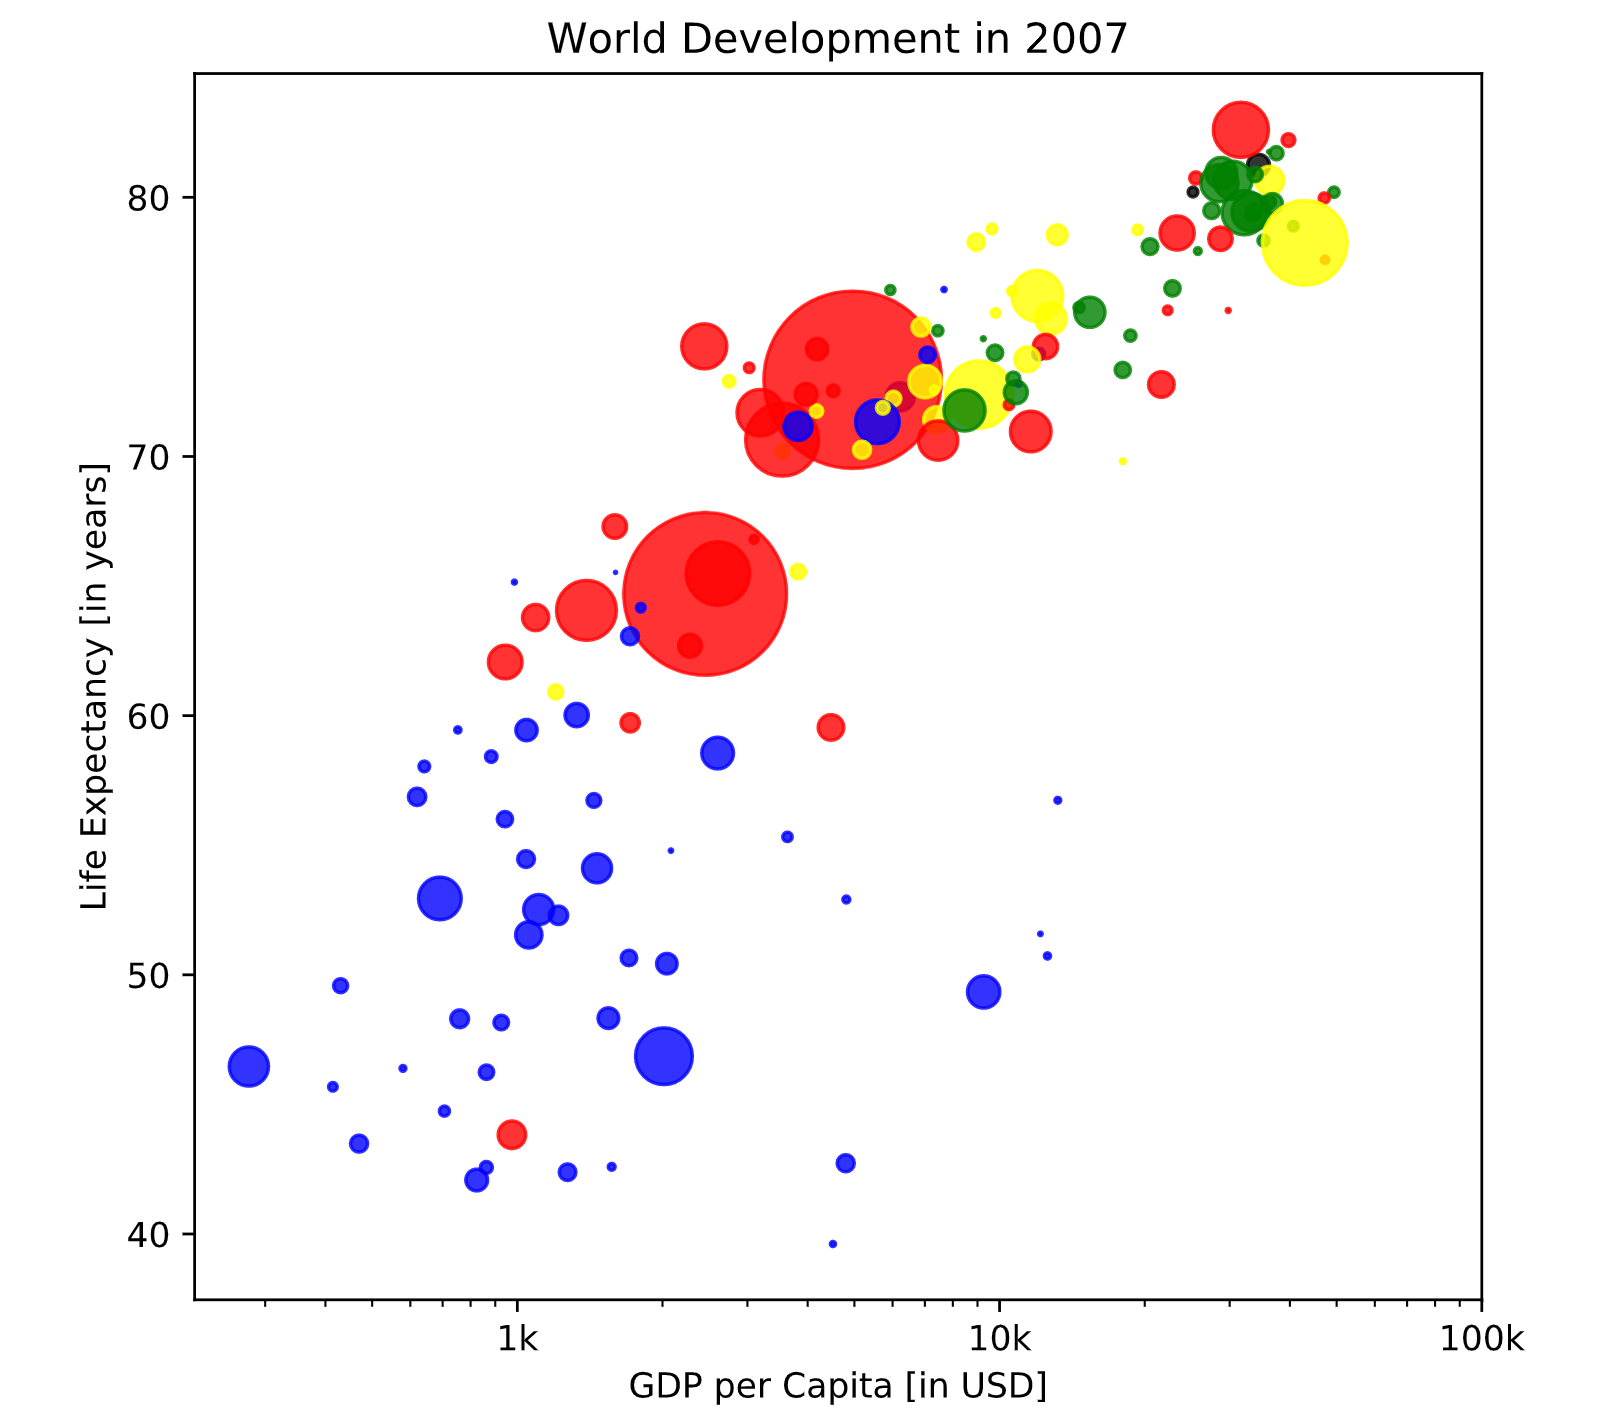 World Development in 2007
Life Expectancy [in years]
80
70
60
50
40
1k
10k
100k
GDP per Capita [in USD]